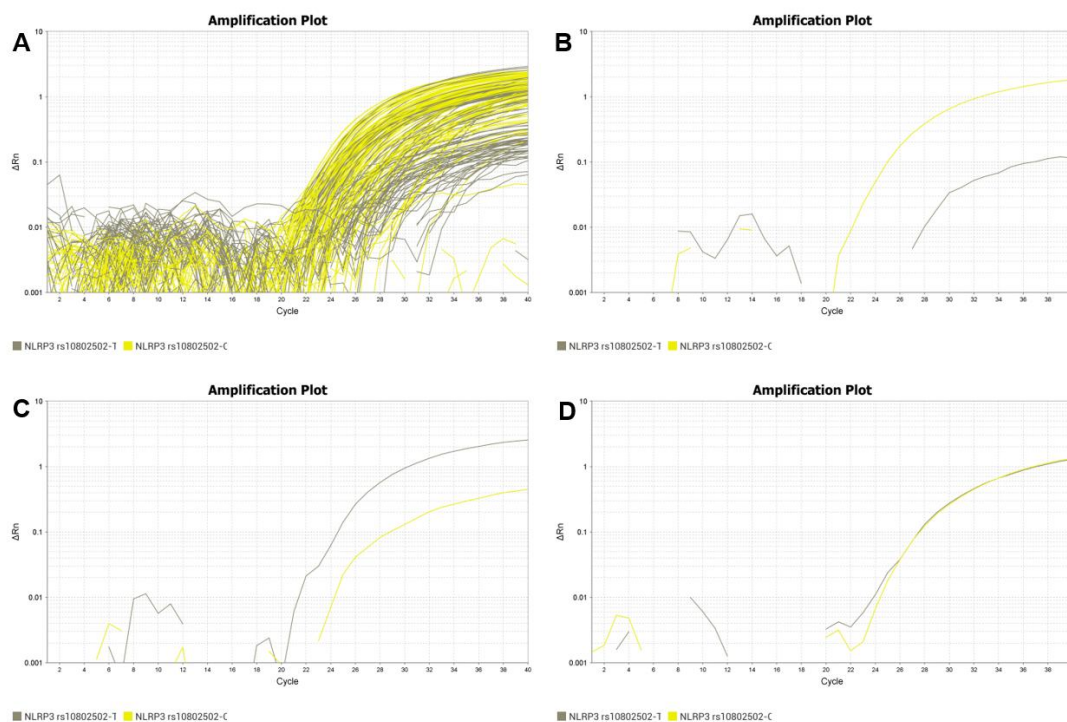 A
Amplification Plot
10
1
0.1
0.01
0.001
ΔRn
2 4 6 8 10 12 14 16 18 20 22 24 26 28 30 32 34 36 38 40
Cycle
NLRP3 rs10802502-T NLRP3 rs10802502-C
B
Amplification Plot
10
1
0.1
0.01
0.001
ΔRn
2 4 6 8 10 12 14 16 18 20 22 24 26 28 30 32 34 36 38
Cycle
NLRP3 rs10802502-T NLRP3 rs10802502-C
C
Amplification Plot
10
1
0.1
0.01
0.001
ΔRn
2 4 6 8 10 12 14 16 18 20 22 24 26 28 30 32 34 36 38 40
Cycle
NLRP3 rs10802502-T NLRP3 rs10802502-C
D
Amplification Plot
10
1
0.1
0.01
0.001
ΔRn
2 4 6 8 10 12 14 16 18 20 22 24 26 28 30 32 34 36 38
Cycle
NLRP3 rs10802502-T NLRP3 rs10802502-C